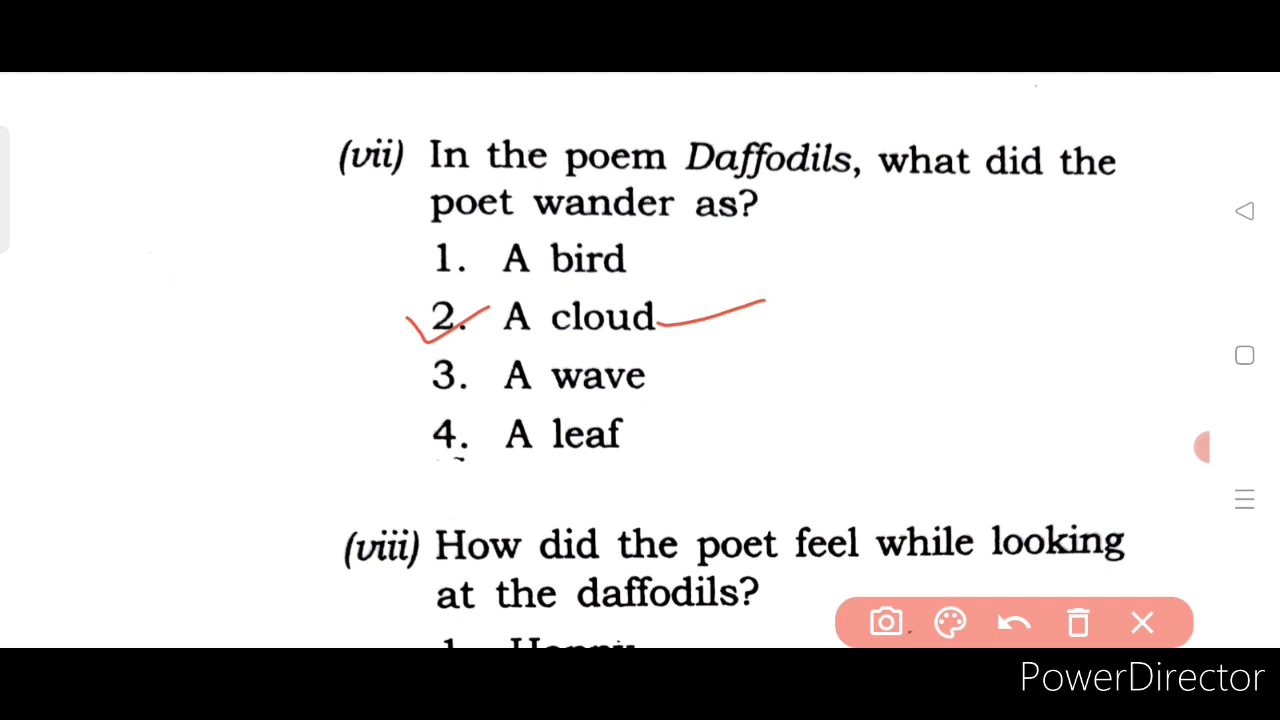 (vii) In the poem Daffodils, what did the
poet wander as?
1. A bird
2. A cloud
3. A wave
4. A leaf
(viii) How did the poet feel while looking
at the daffodils?
PowerDirector